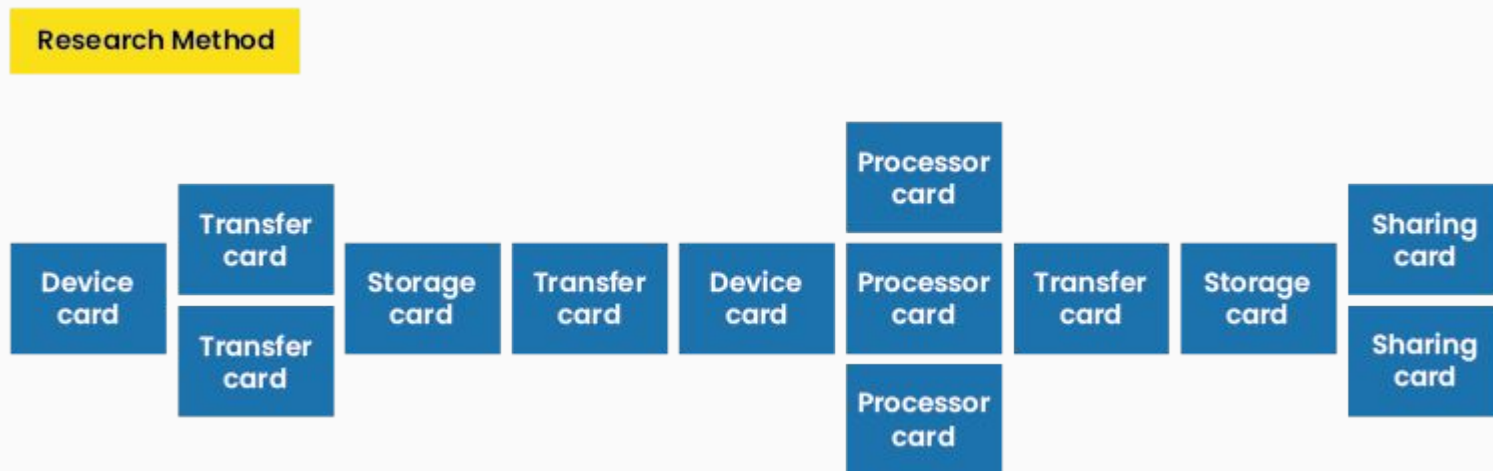 Research Method
Device
card
Transfer
card
Transfer
card
Storage
card
Transfer
card
Device
card
Processor
card
Processor
card
Processor
card
Transfer
card
Storage
card
Sharing
card
Sharing
card